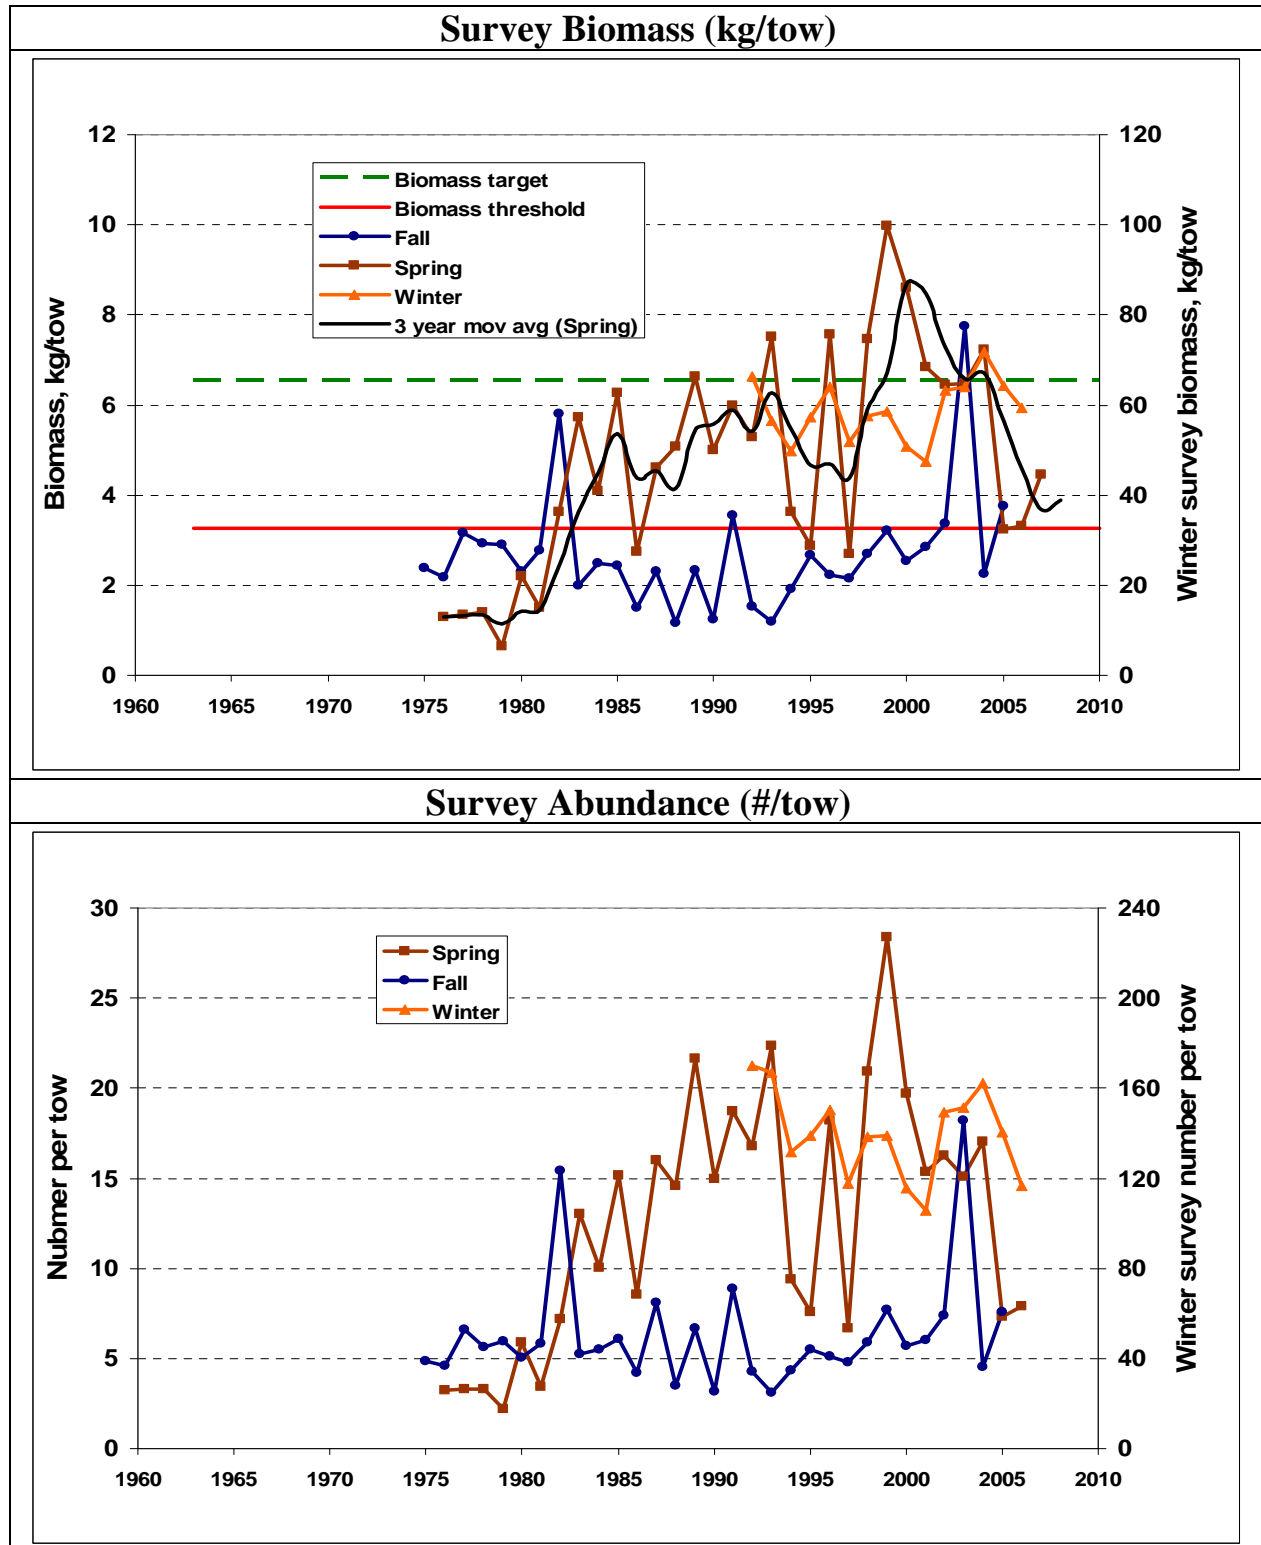 Survey Biomass (kg/tow)
12
10
8
6
4
2
0
Biomass, kg/tow
Biomass target
Biomass threshold
Fall
Spring
Winter
3 year mov avg (Spring)
120
100
80
60
40
20
0
Winter survey biomass, kg/tow
1960 1965 1970 1975 1980 1985 1990 1995 2000 2005 2010
Survey Abundance (#/tow)
30
25
20
15
10
5
0
Nubmer per tow
Spring
Fall
Winter
240
200
160
120
80
40
0
Winter survey number per tow
1960 1965 1970 1975 1980 1985 1990 1995 2000 2005 2010